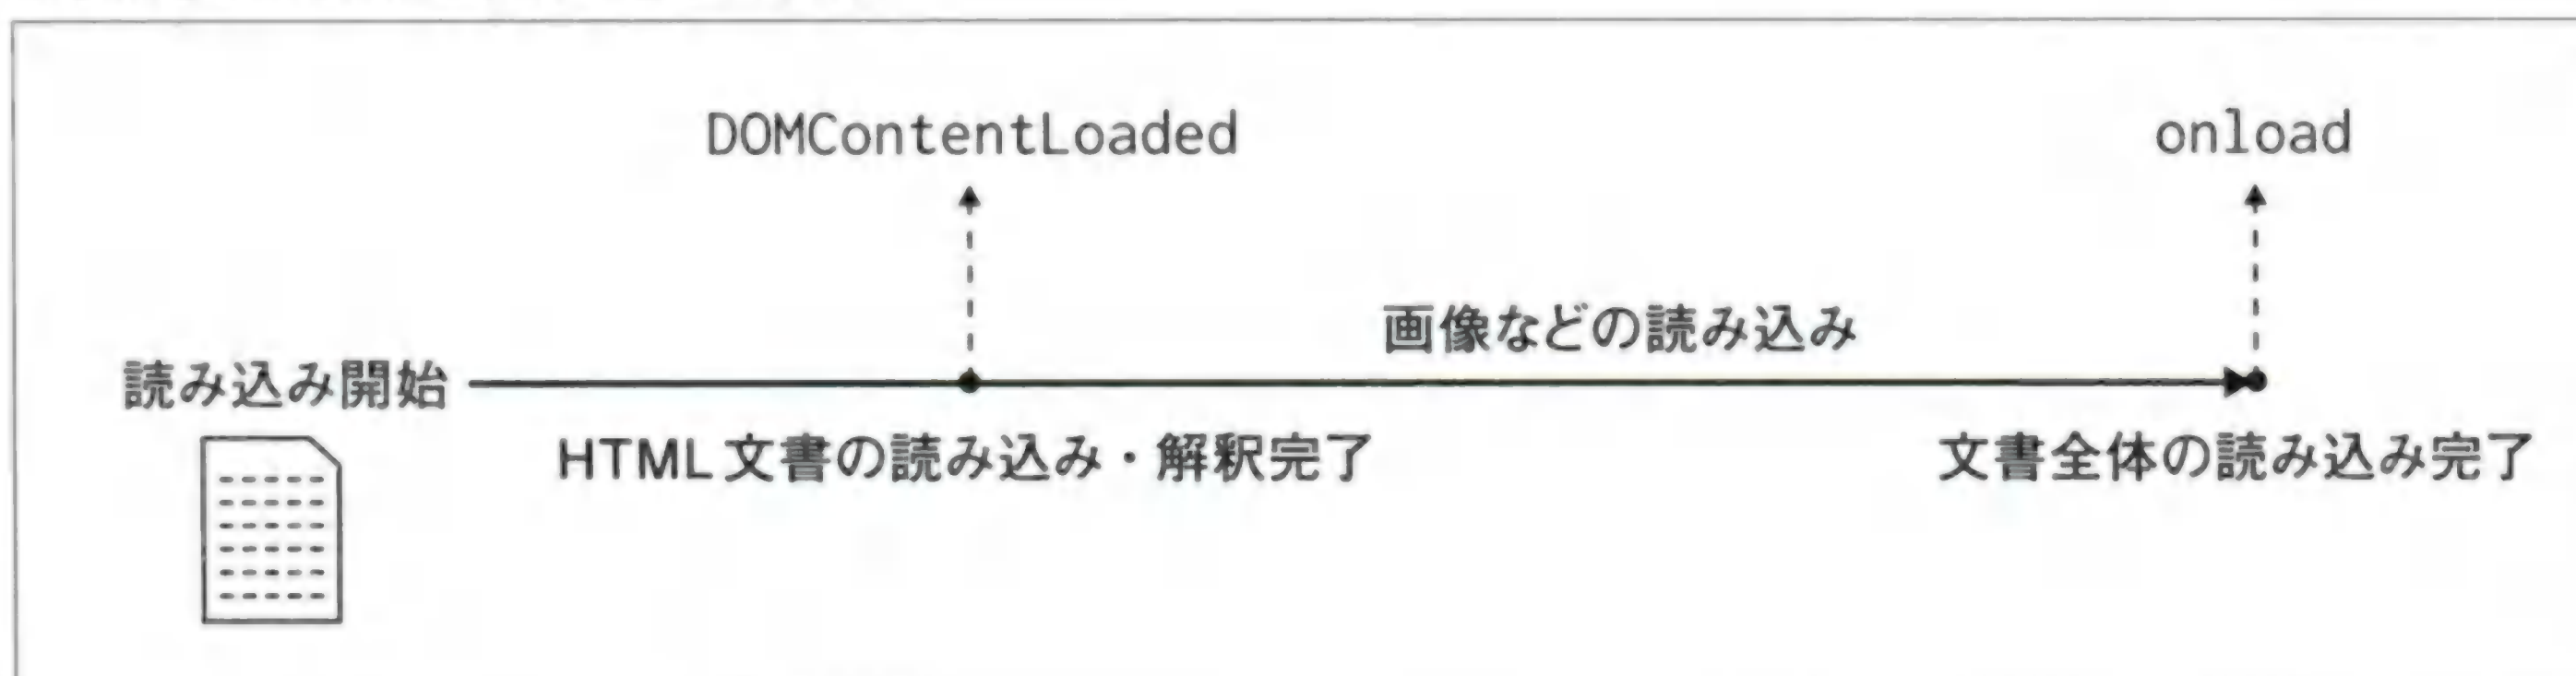 DOMContentLoaded
onload
画像などの読み込み
読み込み開始
HTML文書の読み込み・解釈完了
文書全体の読み込み完了